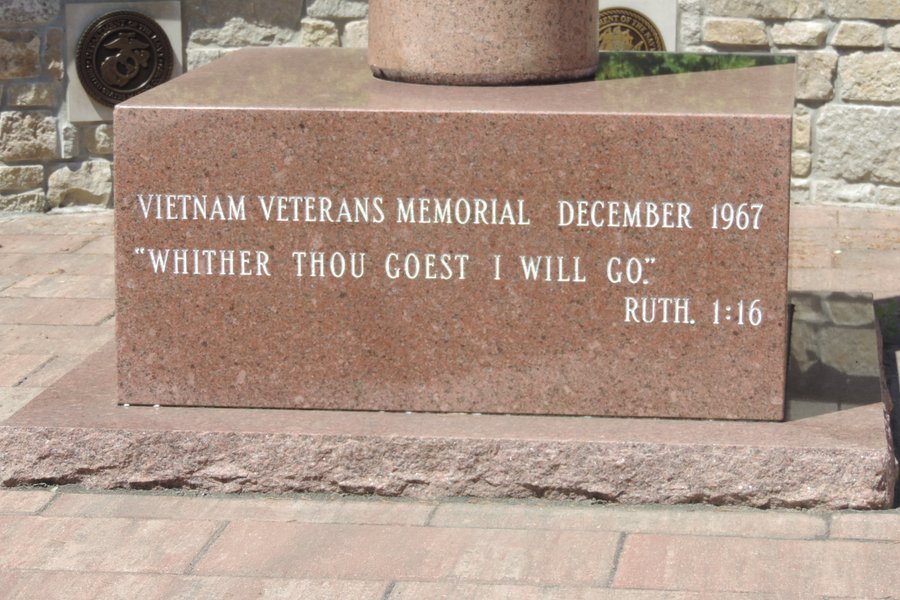 VIETNAM VETERANS MEMORIAL DECEMBER 1967
"WHITHER THOU GOEST I WILL GO."
RUTH. 1:16